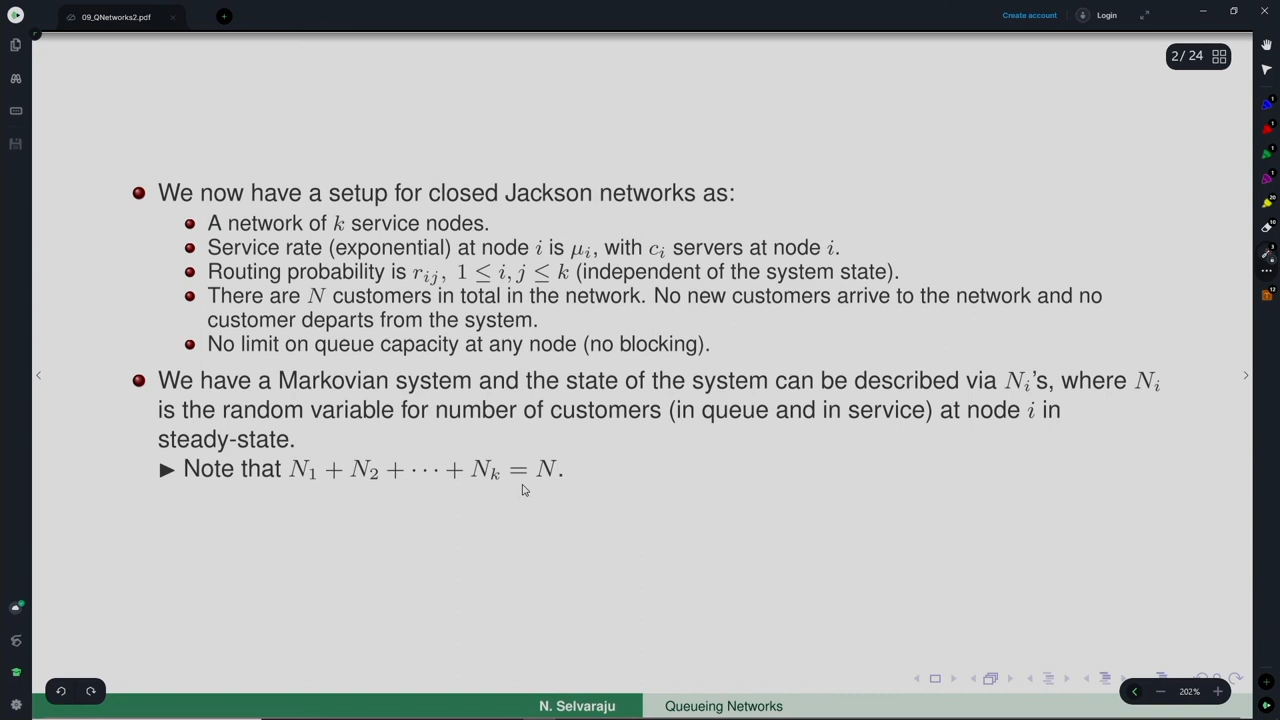 09_QNetworks2.pdf
Create account
Login
2/ 24
We now have a setup for closed Jackson networks as:
A network of k service nodes.
Service rate (exponential) at node i is μ_i, with c_i servers at node i.
Routing probability is r_{ij}, 1 ≤ i, j ≤ k (independent of the system state).
There are N customers in total in the network. No new customers arrive to the network and no
customer departs from the system.
No limit on queue capacity at any node (no blocking).
We have a Markovian system and the state of the system can be described via N_i's, where N_i
is the random variable for number of customers (in queue and in service) at node i in
steady-state.
► Note that N_1 + N_2 + ⋯ + N_k = N.
202%
N. Selvaraju
Queueing Networks